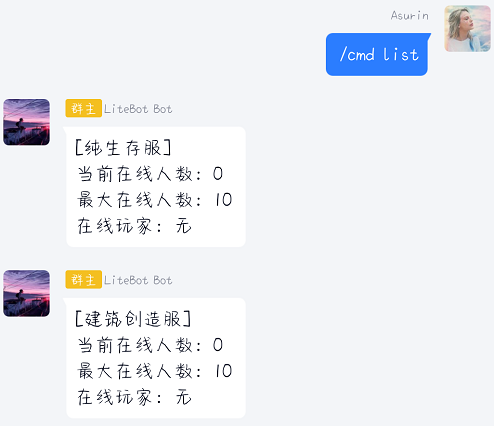 Asurin
/cmd list
群主 LiteBot Bot
[纯生存服]
当前在线人数: 0
最大在线人数: 10
在线玩家: 无
群主 LiteBot Bot
[建筑创造服]
当前在线人数: 0
最大在线人数: 10
在线玩家: 无